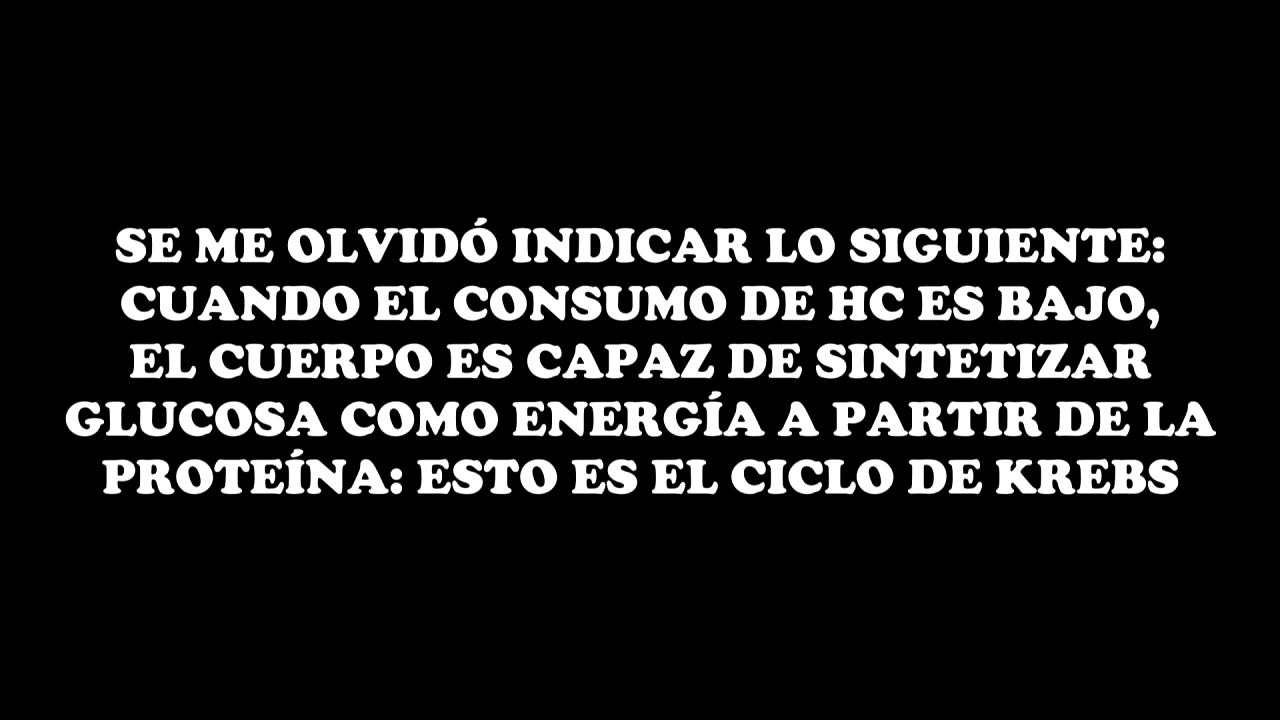 SE ME OLVIDÓ INDICAR LO SIGUIENTE:
CUANDO EL CONSUMO DE HC ES BAJO,
EL CUERPO ES CAPAZ DE SINTETIZAR
GLUCOSA COMO ENERGÍA A PARTIR DE LA
PROTEÍNA: ESTO ES EL CICLO DE KREBS